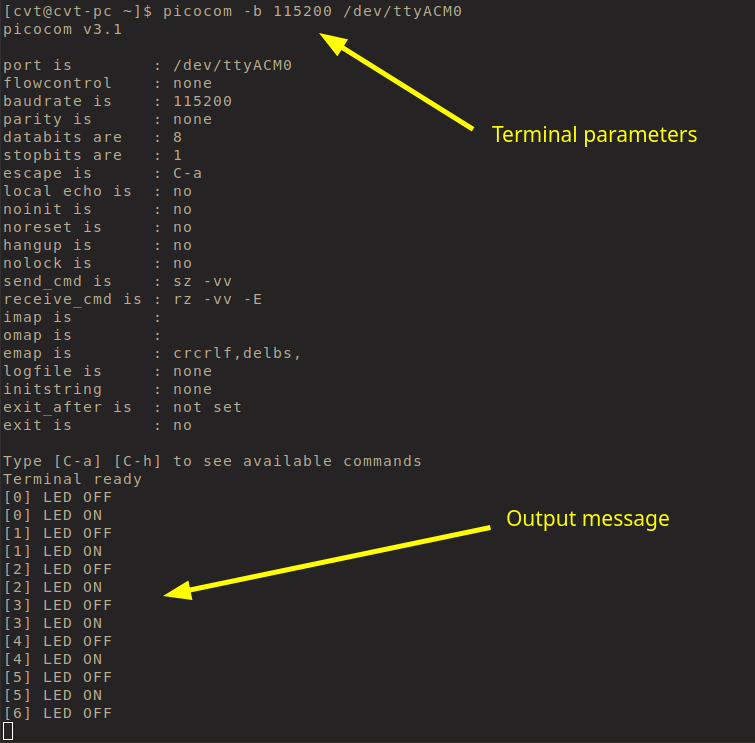 [cvt@cvt-pc ~]$ picocom -b 115200 /dev/ttyACM0
picocom v3.1
port is : /dev/ttyACM0
flowcontrol : none
baudrate is : 115200
parity is : none
databits are : 8
stopbits are : 1
escape is : C-a
local echo is : no
noinit is : no
noreset is : no
hangup is : no
nolock is : no
send_cmd is : sz -vv
receive_cmd is : rz -vv -E
imap is :
omap is :
emap is : crcrlf,delbs,
logfile is : none
initstring : none
exit_after is : not set
exit is : no
Type [C-a] [C-h] to see available commands
Terminal ready
[0] LED OFF
[0] LED ON
[1] LED OFF
[1] LED ON
[2] LED OFF
[2] LED ON
[3] LED OFF
[3] LED ON
[4] LED OFF
[4] LED ON
[5] LED OFF
[5] LED ON
[6] LED OFF
Terminal parameters
Output message